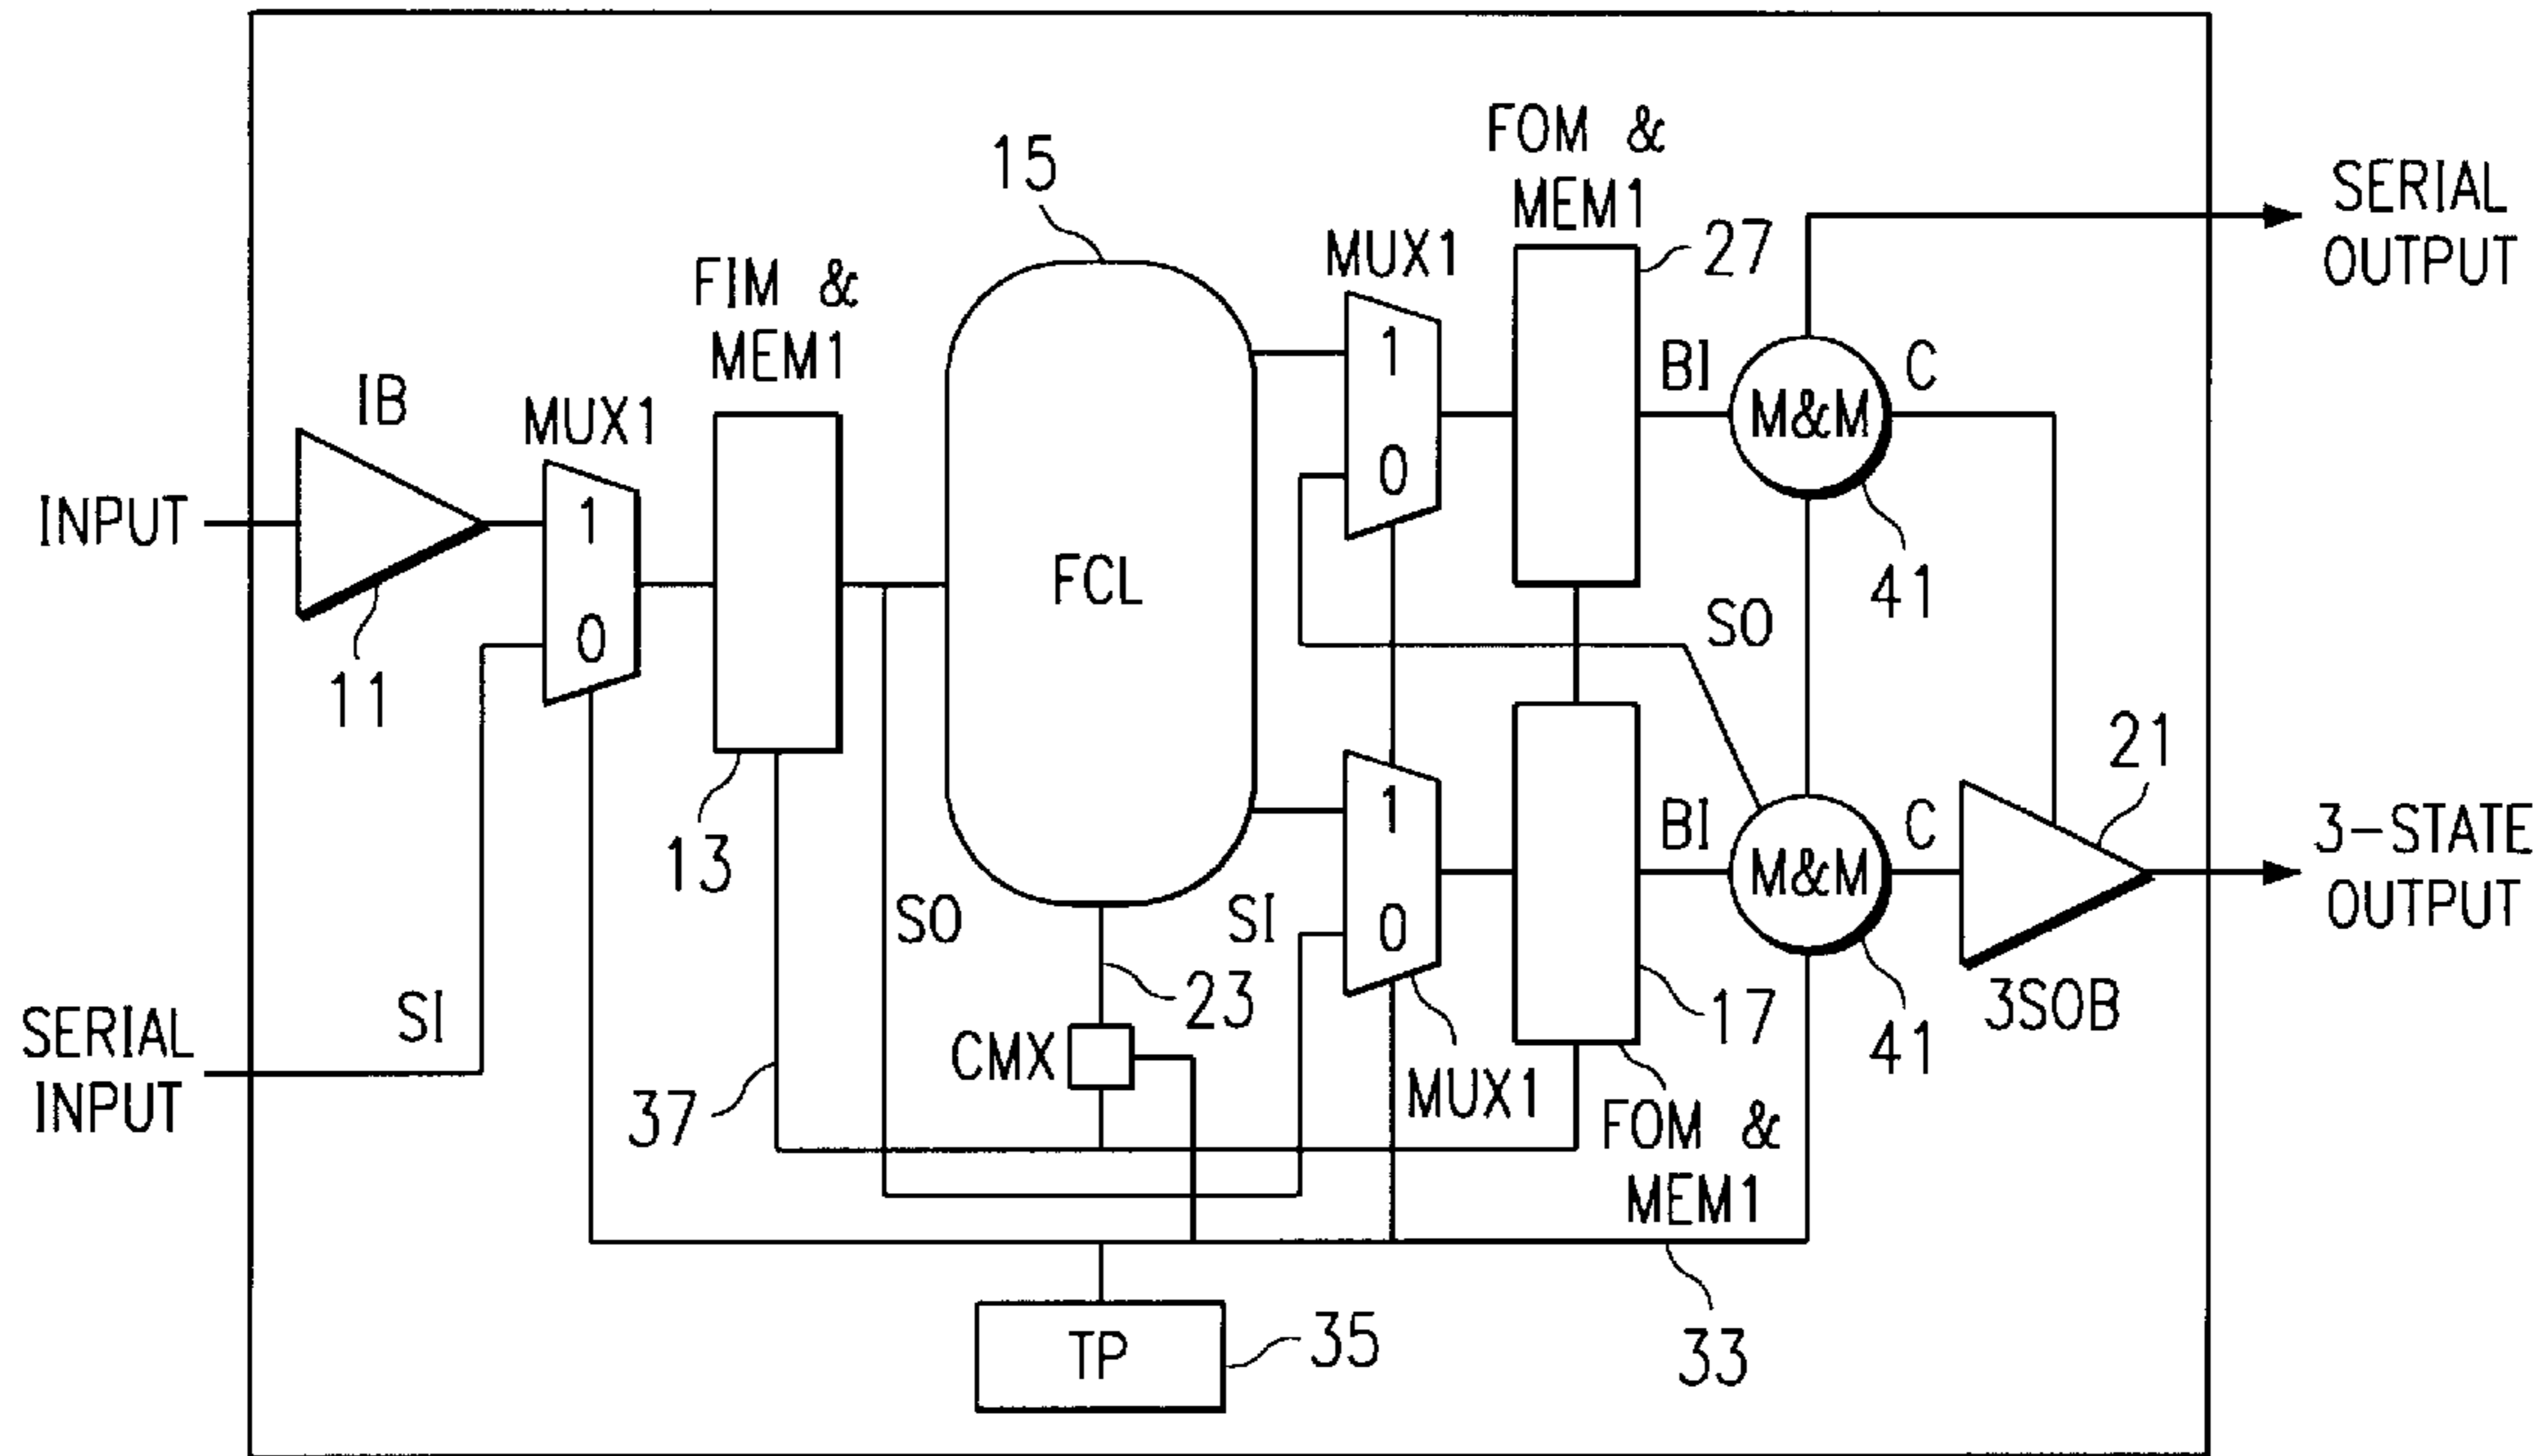 FOM &
MEM1
27
15
SERIAL
OUTPUT
MUX1
FIM &
MEM1
1
BI
C
M&M
IB
MUX1
0
INPUT
1
FCL
41
0
SO
11
21
13
1
BI
C
3-STATE
OUTPUT
M&M
SO
SI
0
23
17
3SOB
41
SI
SERIAL
INPUT
CMX
37
MUX1
FOM &
MEM1
TP
35
33